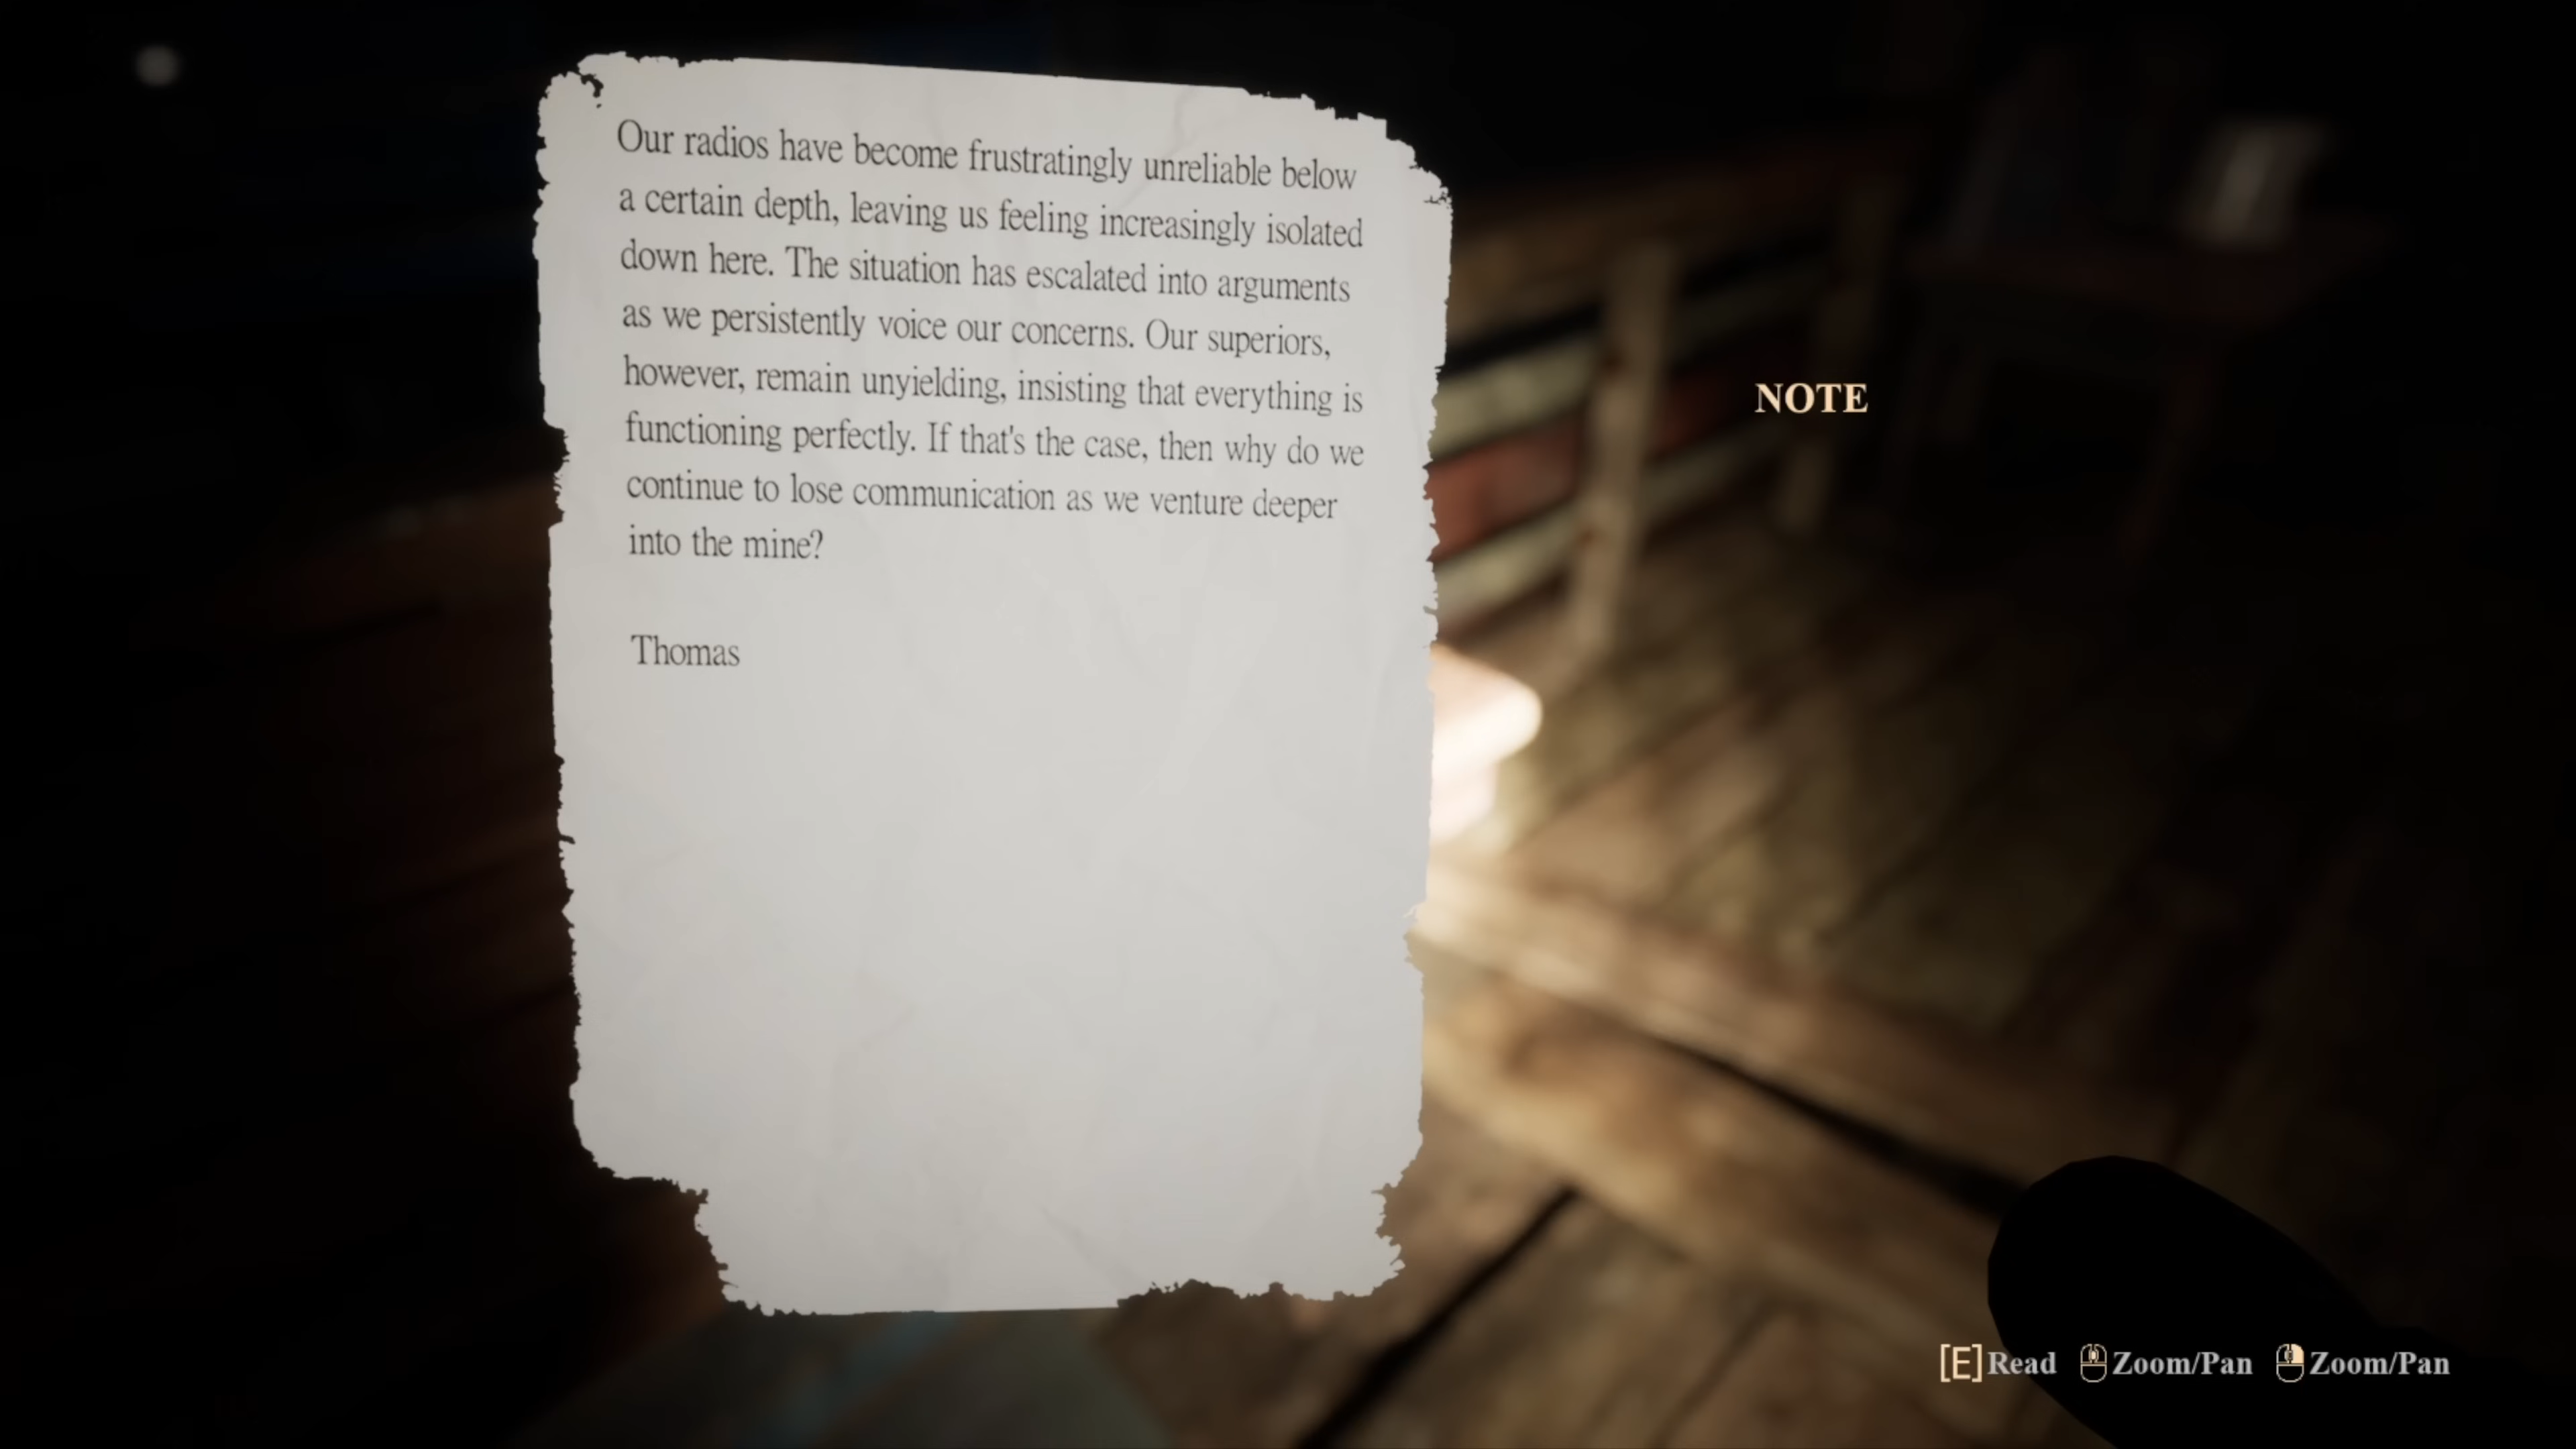 Our radios have become frustratingly unreliable below
a certain depth, leaving us feeling increasingly isolated
down here. The situation has escalated into arguments
as we persistently voice our concerns. Our superiors,
however, remain unyielding, insisting that everything is
functioning perfectly. If that's the case, then why do we
continue to lose communication as we venture deeper
into the mine?
Thomas
NOTE
[E] Read Zoom/Pan Zoom/Pan